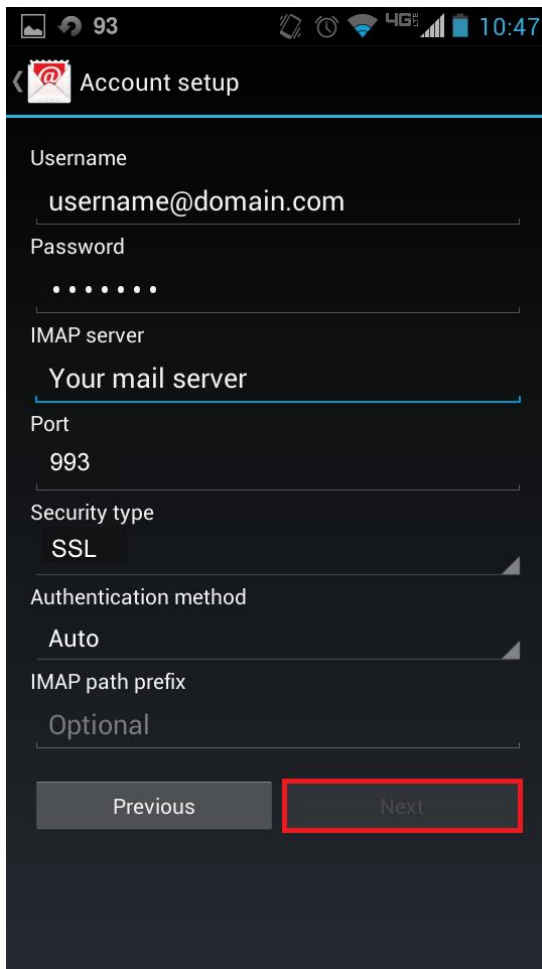 93 4G LTE 10:47
Account setup
Username
username@domain.com
Password
•••••••
IMAP server
Your mail server
Port
993
Security type
SSL
Authentication method
Auto
IMAP path prefix
Optional
Previous Next